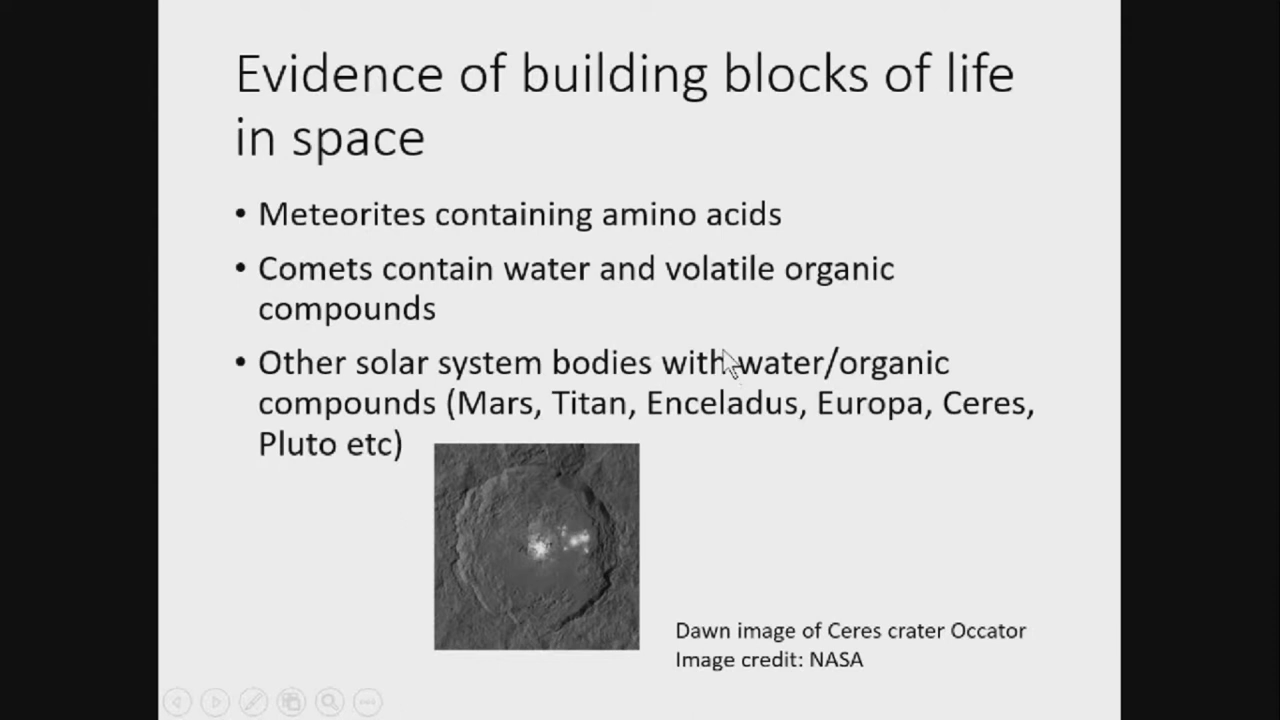 Evidence of building blocks of life
in space
• Meteorites containing amino acids
• Comets contain water and volatile organic
compounds
• Other solar system bodies with water/organic
compounds (Mars, Titan, Enceladus, Europa, Ceres,
Pluto etc)
Dawn image of Ceres crater Occator
Image credit: NASA